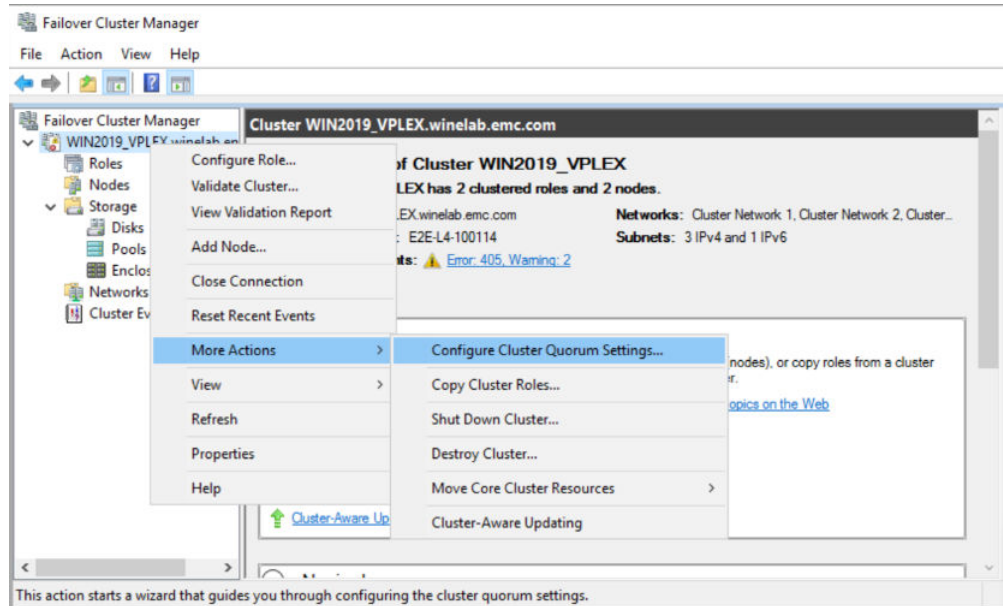 Failover Cluster Manager
File Action View Help
Failover Cluster Manager
WIN2019_VPLEX.winelab.en
Roles
Nodes
Storage
Disks
Pools
Enclos
Networks
Cluster Ev
Configure Role...
Validate Cluster...
View Validation Report
Add Node...
Close Connection
Reset Recent Events
More Actions
View
Refresh
Properties
Help
Configure Cluster Quorum Settings...
Copy Cluster Roles...
Shut Down Cluster...
Destroy Cluster...
Move Core Cluster Resources
Cluster-Aware Updating
Cluster WIN2019_VPLEX.winelab.emc.com
of Cluster WIN2019_VPLEX
LEX has 2 clustered roles and 2 nodes.
.EX.winelab.emc.com Networks: Cluster Network 1, Cluster Network 2, Cluster...
: E2E-L4-100114 Subnets: 3 IPv4 and 1 IPv6
nts: Error: 405, Warning: 2
nodes), or copy roles from a cluster
er.
opics on the Web
Cluster-Aware Up
This action starts a wizard that guides you through configuring the cluster quorum settings.